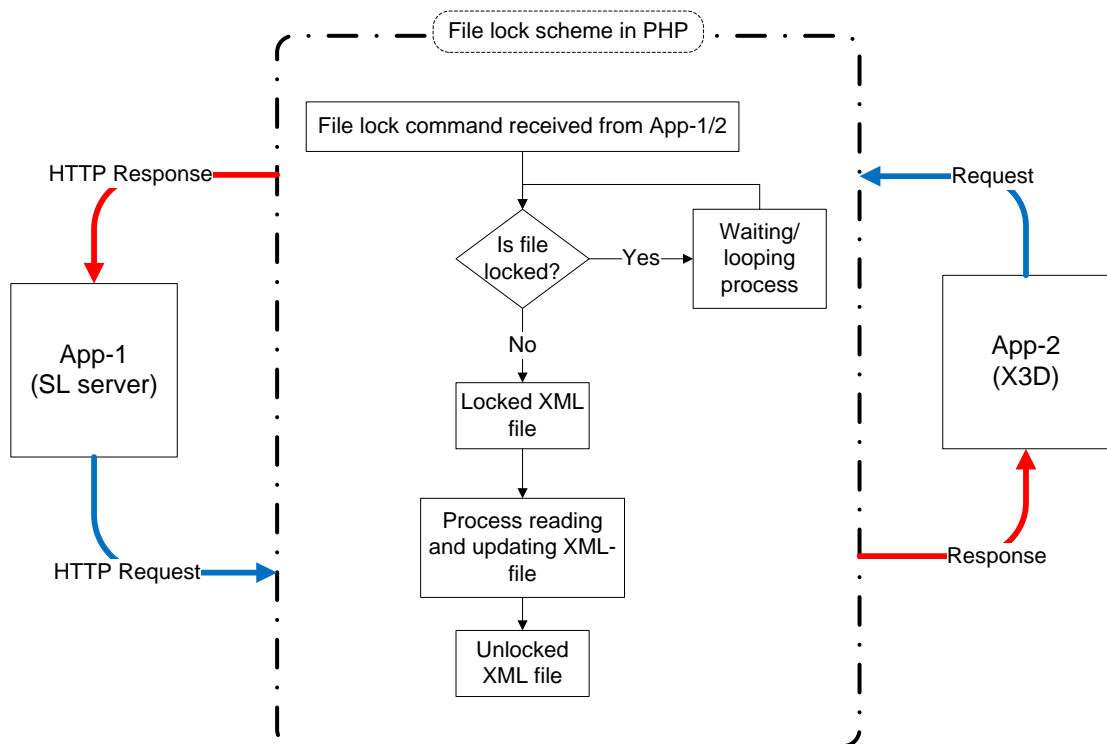 File lock scheme in PHP
File lock command received from App-1/2
HTTP Response
Request
Is file
locked?
Yes
Waiting/
looping
process
App-1
(SL server)
App-2
(X3D)
No
Locked XML
file
Process reading
and updating XML-
file
HTTP Request
Response
Unlocked
XML file